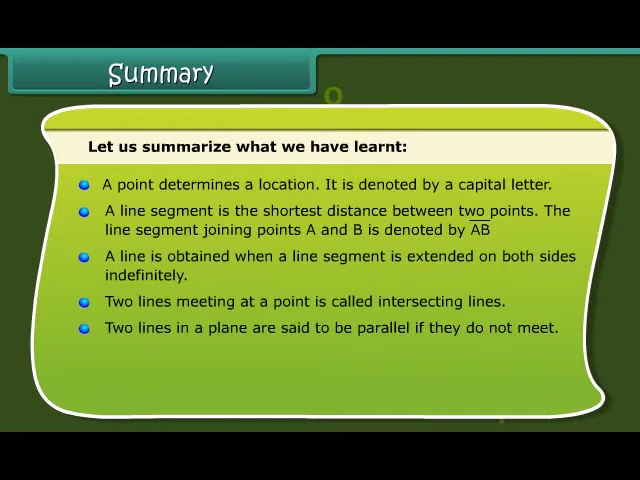 Summary
Let us summarize what we have learnt:
A point determines a location. It is denoted by a capital letter.
A line segment is the shortest distance between two points. The
line segment joining points A and B is denoted by A̅B̅
A line is obtained when a line segment is extended on both sides
indefinitely.
Two lines meeting at a point is called intersecting lines.
Two lines in a plane are said to be parallel if they do not meet.